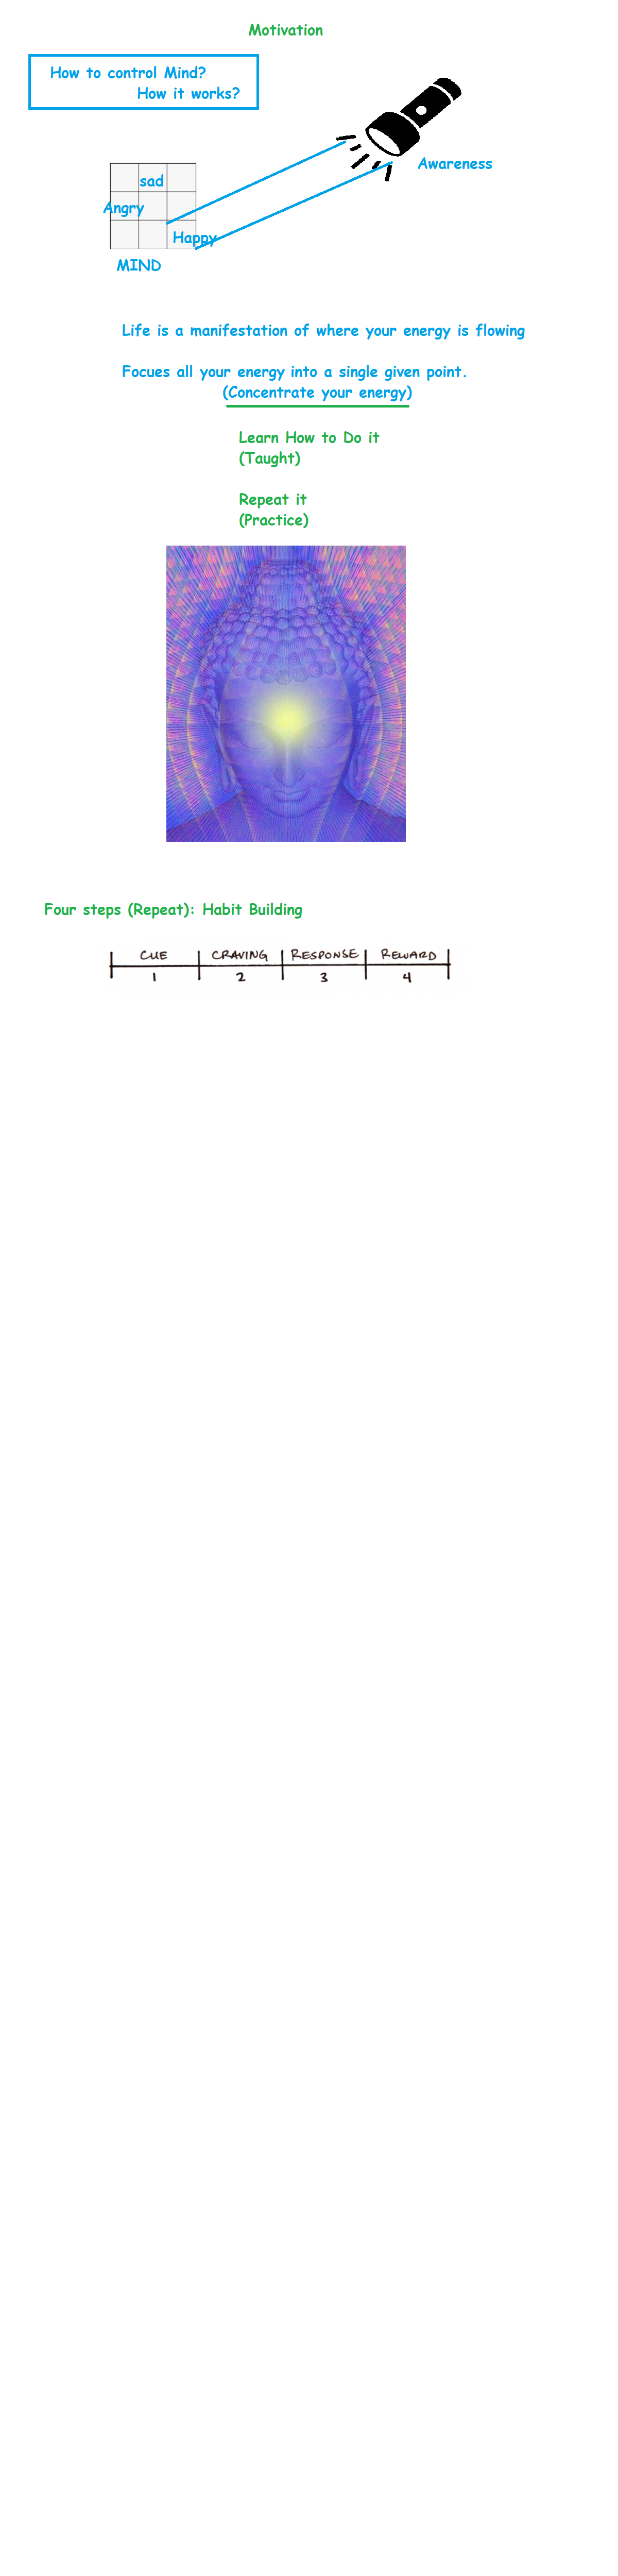 Motivation
How to control Mind?
How it works?
Awareness
sad
Angry
Happy
MIND
Life is a manifestation of where your energy is flowing
Focues all your energy into a single given point.
(Concentrate your energy)
Learn How to Do it
(Taught)
Repeat it
(Practice)
Four steps (Repeat): Habit Building
CUE CRAVING RESPONSE REWARD
1 2 3 4